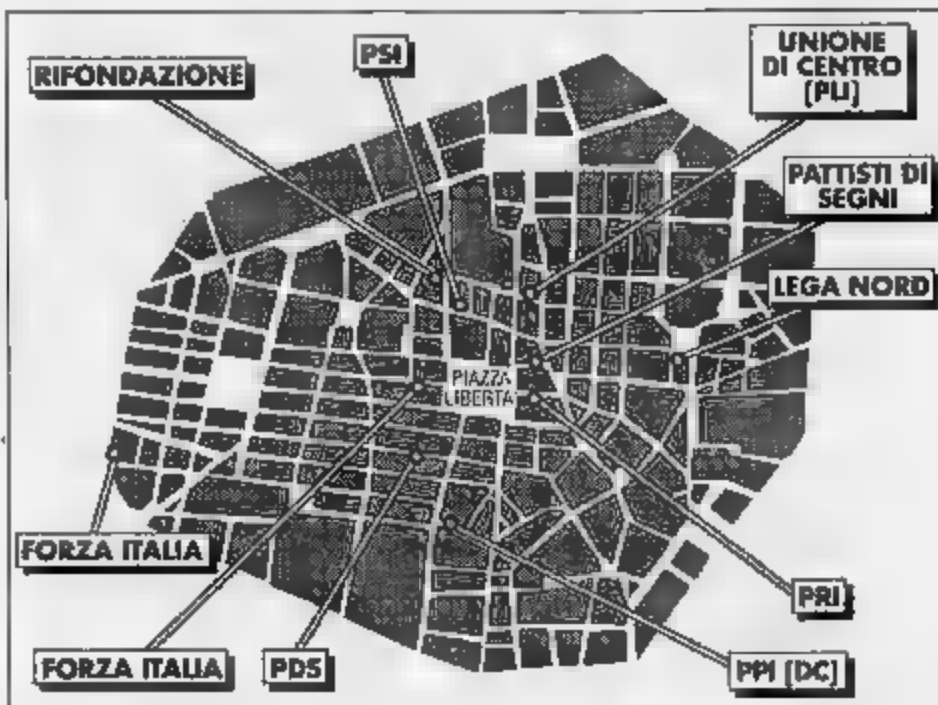 PSI
UNIONE
DI CENTRO
[PLI]
RIFONDAZIONE
PATTISTI DI
SEGNI
LEGA NORD
PIAZZA
LIBERTA'
FORZA ITALIA
PRI
FORZA ITALIA
PDS
PPI [DC]